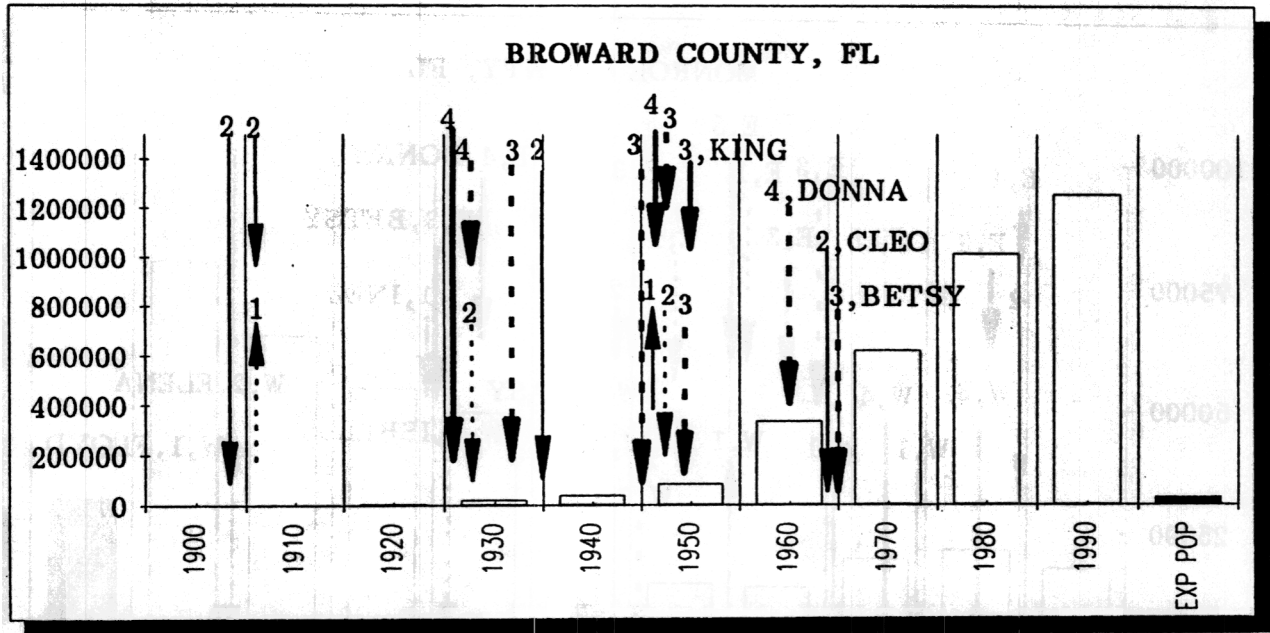 BROWARD COUNTY, FL
4
4 3
2 2
4 3 2 3 3,KING
1400000
4,DONNA
1200000
2,CLEO
1000000
1 2 3,BETSY
800000
1 2 3
600000
400000
200000
0
1900 1910 1920 1930 1940 1950 1960 1970 1980 1990 EXP POP